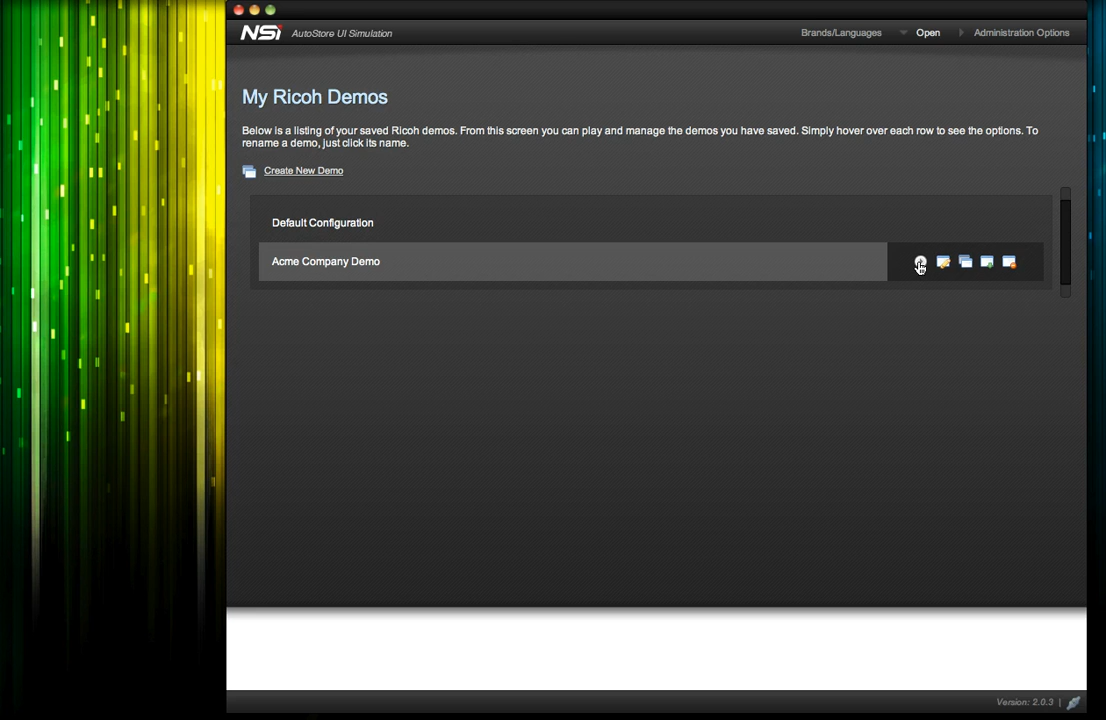 NSi AutoStore UI Simulation
Brands/Languages Open Administration Options
My Ricoh Demos
Below is a listing of your saved Ricoh demos. From this screen you can play and manage the demos you have saved. Simply hover over each row to see the options. To
rename a demo, just click its name.
Create New Demo
Default Configuration
Acme Company Demo
Version: 2.0.3 |